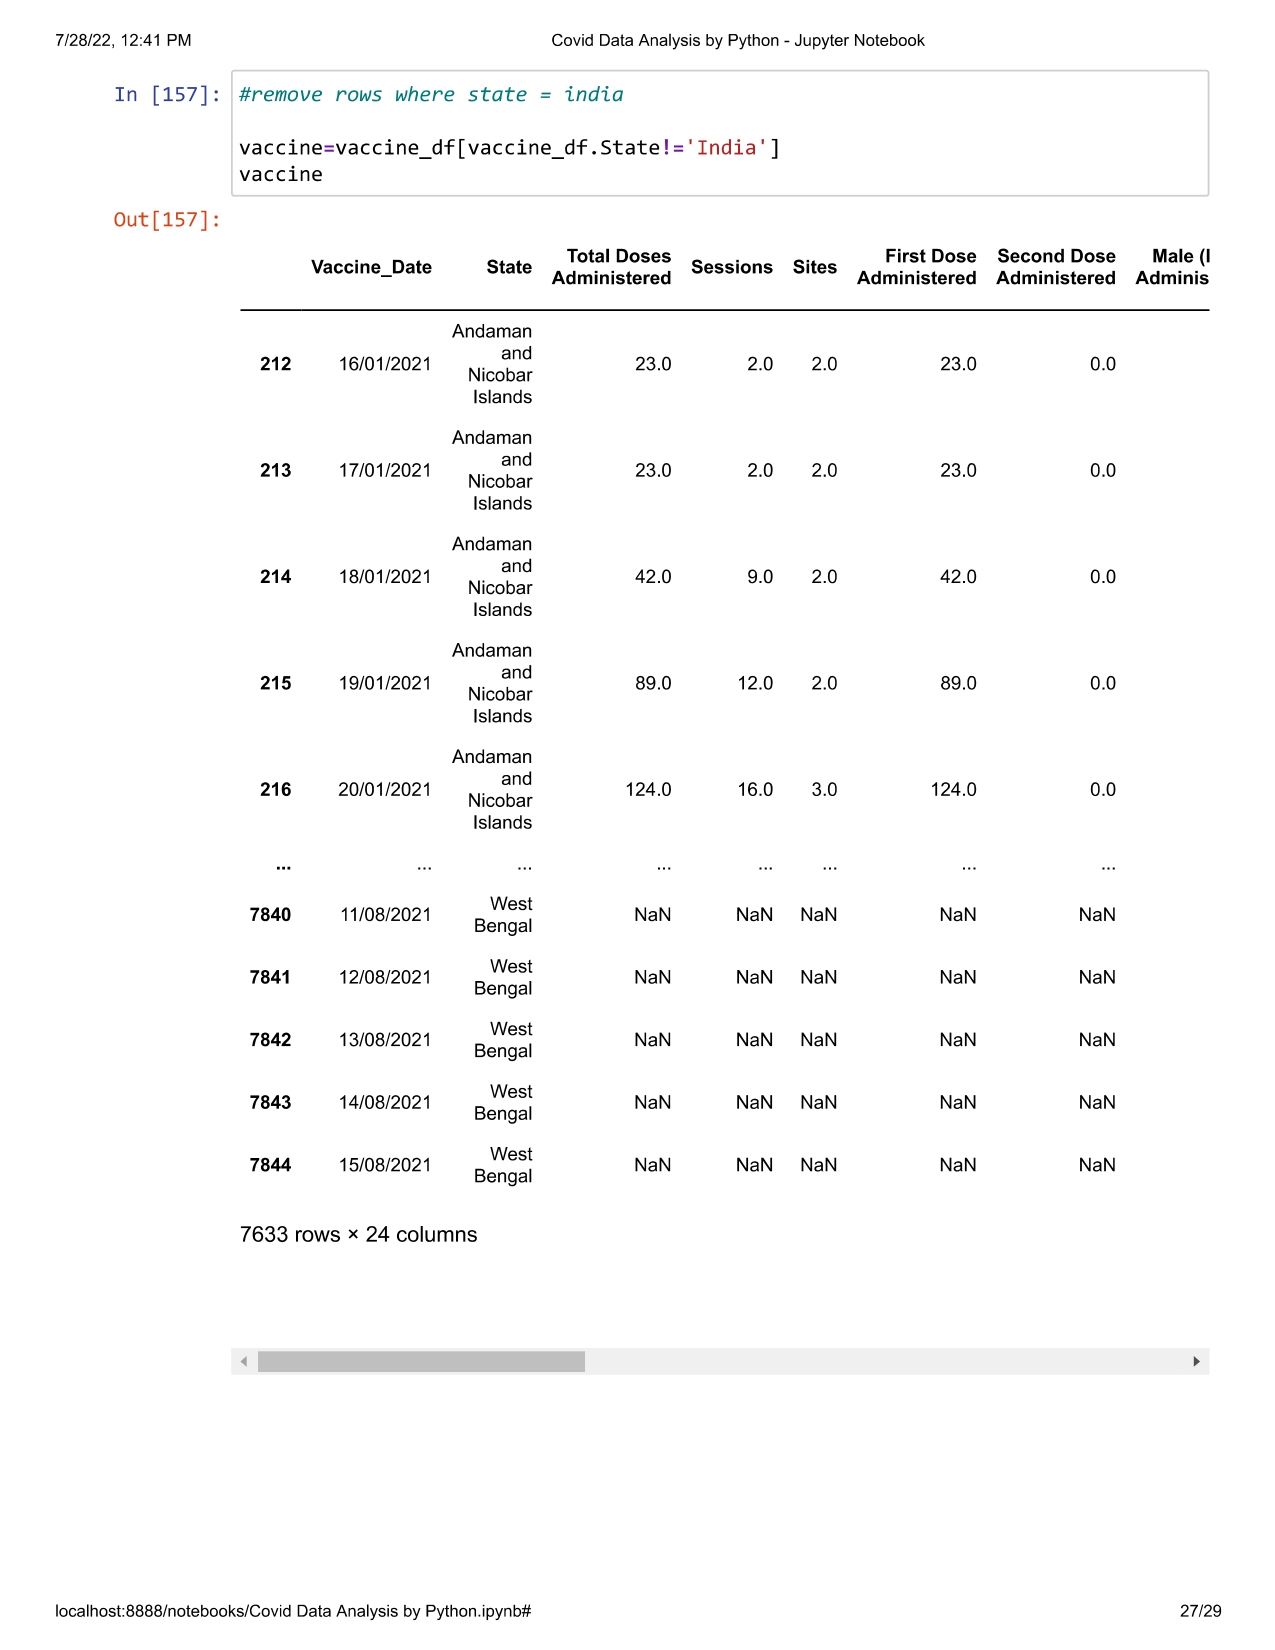 7/28/22, 12:41 PM Covid Data Analysis by Python - Jupyter Notebook
In [157]: #remove rows where state = india
vaccine=vaccine_df[vaccine_df.State!='India']
vaccine
Out[157]:
Vaccine_Date State Total Doses Administered Sessions Sites First Dose Administered Second Dose Administered Male ( Adminis
212 16/01/2021 Andaman and Nicobar Islands 23.0 2.0 2.0 23.0 0.0
213 17/01/2021 Andaman and Nicobar Islands 23.0 2.0 2.0 23.0 0.0
214 18/01/2021 Andaman and Nicobar Islands 42.0 9.0 2.0 42.0 0.0
215 19/01/2021 Andaman and Nicobar Islands 89.0 12.0 2.0 89.0 0.0
216 20/01/2021 Andaman and Nicobar Islands 124.0 16.0 3.0 124.0 0.0
... ... ... ... ... ... ... ...
7840 11/08/2021 West Bengal NaN NaN NaN NaN NaN
7841 12/08/2021 West Bengal NaN NaN NaN NaN NaN
7842 13/08/2021 West Bengal NaN NaN NaN NaN NaN
7843 14/08/2021 West Bengal NaN NaN NaN NaN NaN
7844 15/08/2021 West Bengal NaN NaN NaN NaN NaN
7633 rows × 24 columns
localhost:8888/notebooks/Covid Data Analysis by Python.ipynb# 27/29